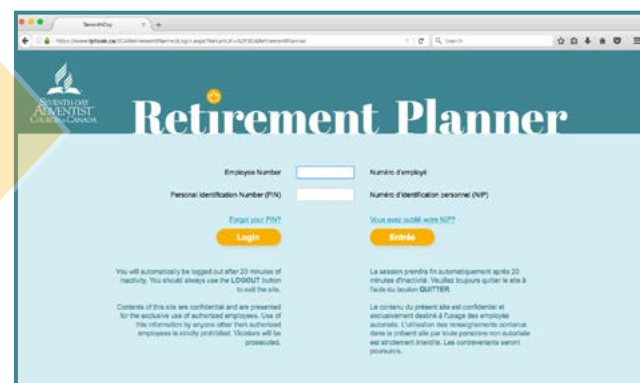 SeventhDay
Search
SEVENTH-DAY
ADVENTIST
CHURCH IN CANADA
Retirement Planner
Employee Number
Numéro d'employé
Personal Identification Number (PIN)
Numéro d'identification personnel (NIP)
Forgot your PIN?
Vous avez oublié votre NIP?
Login
Entrée
You will automatically be logged out after 20 minutes of
inactivity. You should always use the LOGOUT button
to exit the site.
Contents of this site are confidential and are presented
for the exclusive use of authorized employees. Use of
this information by anyone other than authorized
employees is strictly prohibited. Violators will be
prosecuted.
La session prendra fin automatiquement après 20
minutes d'inactivité. Veuillez toujours quitter le site à
l'aide du bouton QUITTER.
Le contenu du présent site est confidentiel et
exclusivement destiné à l'usage des employés
autorisés. L'utilisation des renseignements contenus
dans le présent site par toute personne non autorisée
est strictement interdite. Les contrevenants seront
poursuivis.